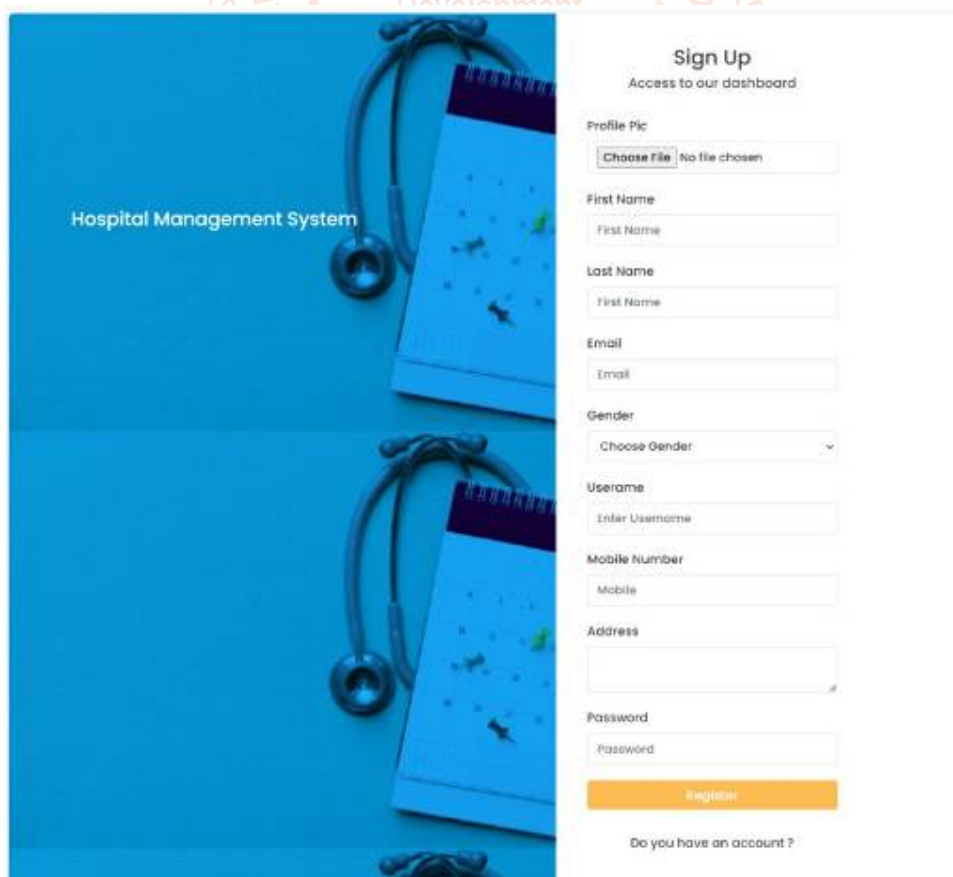 Development
Hospital Management System
Sign Up
Access to our dashboard
Profile Pic
Choose File No file chosen
First Name
First Name
Last Name
First Name
Email
Email
Gender
Choose Gender
Username
Enter Username
Mobile Number
Mobile
Address
Password
Password
Register
Do you have an account ?